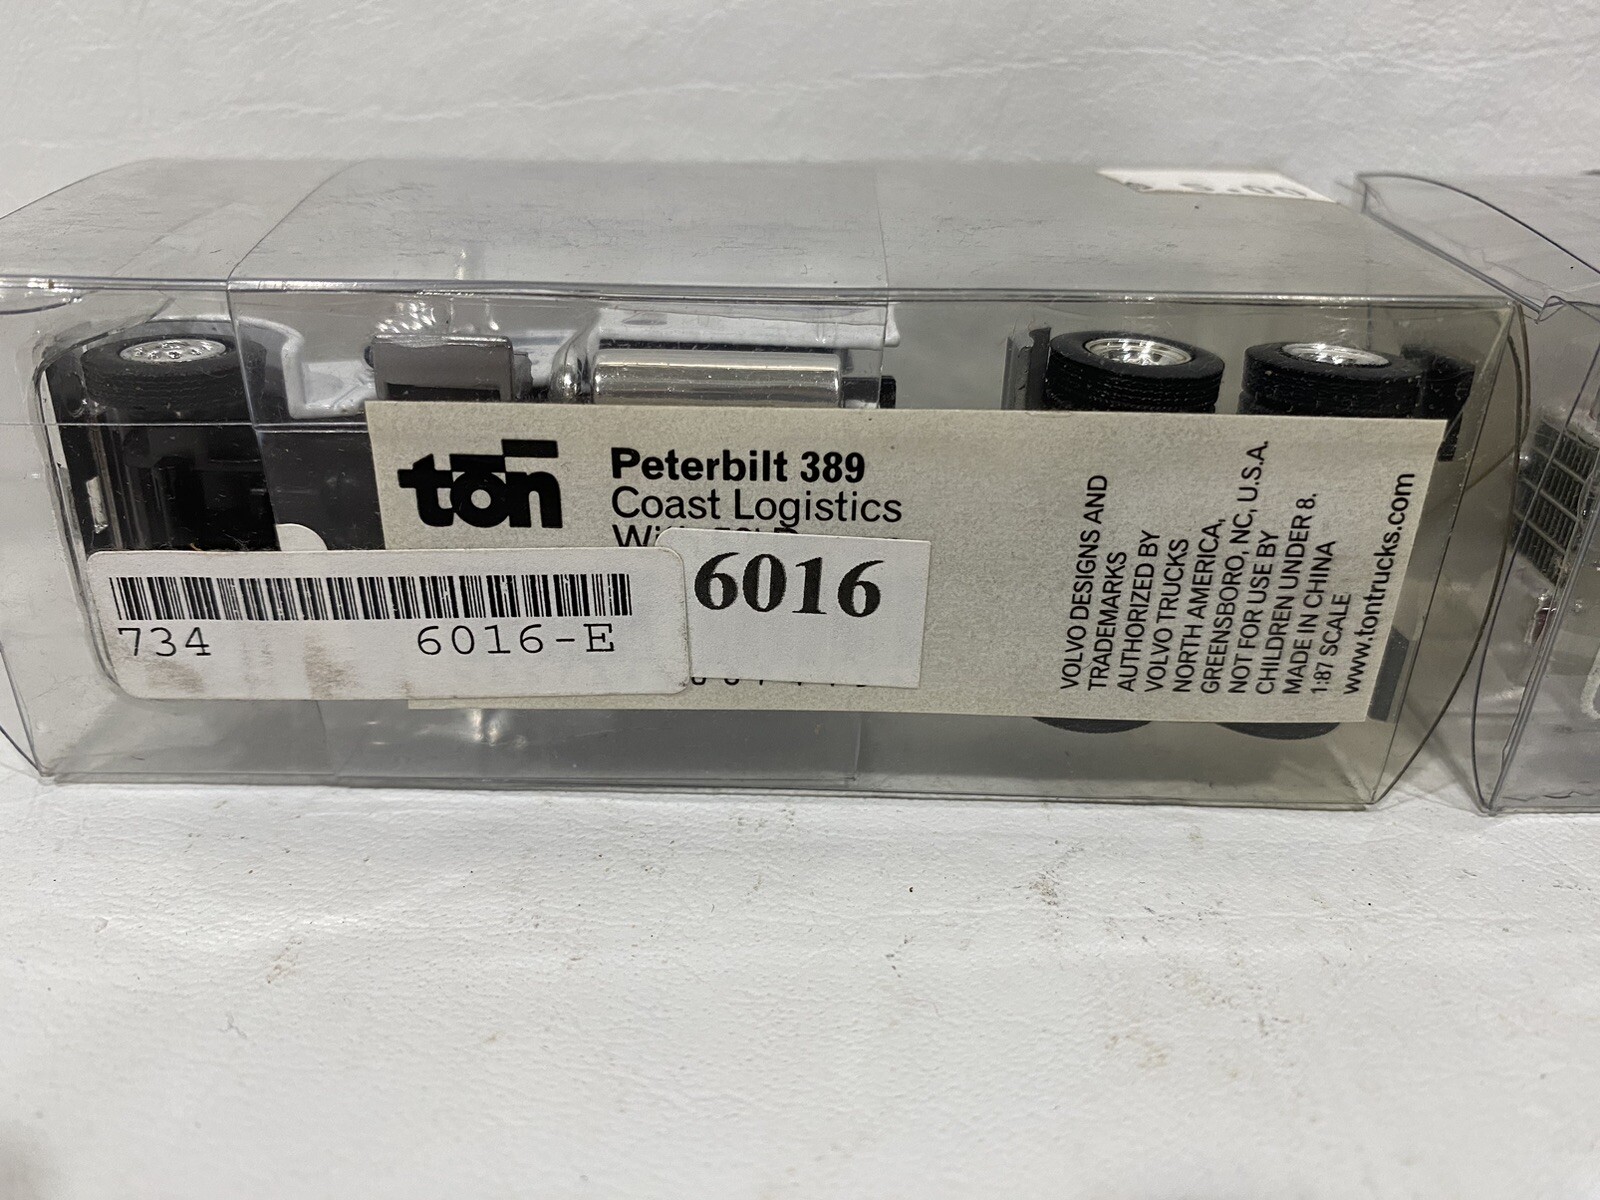 tōn
Peterbilt 389
Coast Logistics
6016
734 6016-E
VOLVO DESIGNS AND
TRADEMARKS
AUTHORIZED BY
VOLVO TRUCKS
NORTH AMERICA,
GREENSBORO, NC, U.S.A.
NOT FOR USE BY
CHILDREN UNDER 8.
MADE IN CHINA
1:87 SCALE
www.tontrucks.com